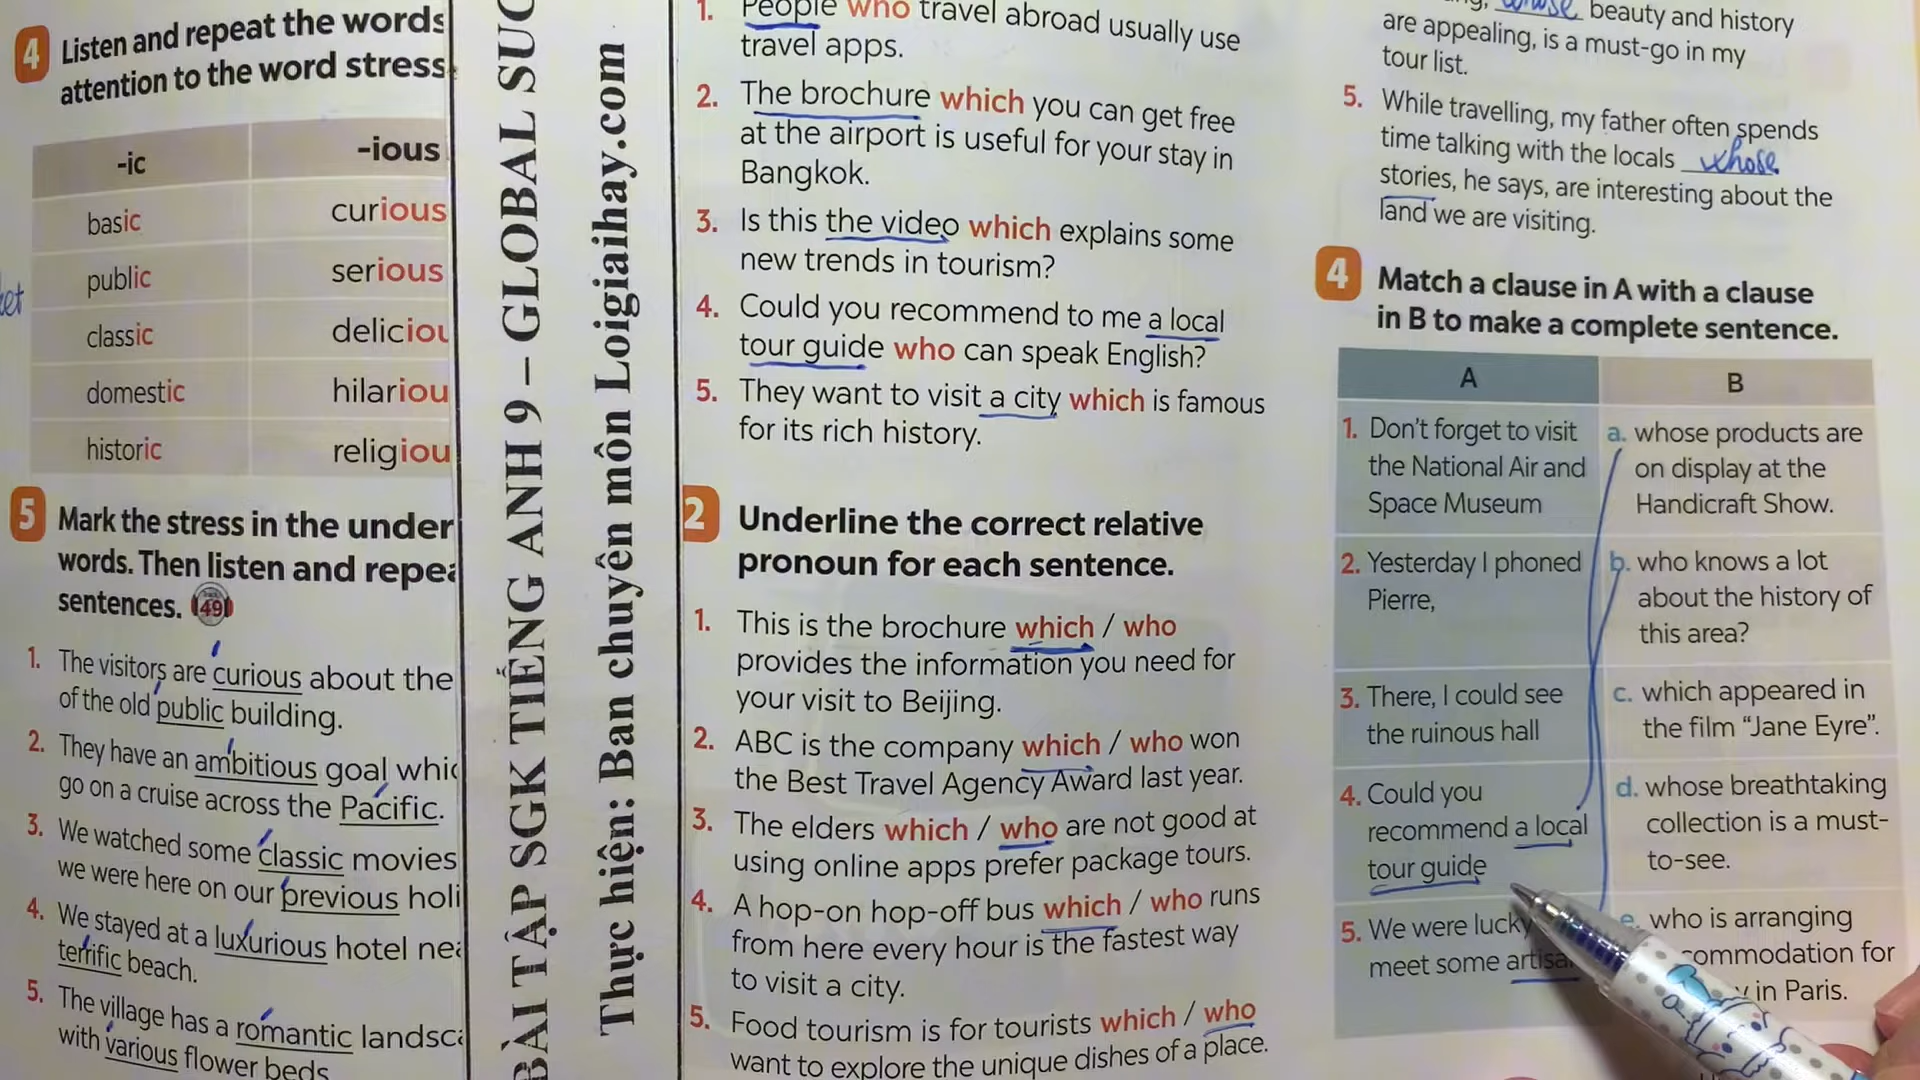 4 Listen and repeat the words
attention to the word stress
-ic -ious
basic curious
public serious
classic deliciou
domestic hilariou
historic religiou
5 Mark the stress in the under
words. Then listen and repea
sentences. 49
1. The visitors are curious about the
of the old public building.
2. They have an ambitious goal whic
go on a cruise across the Pacific.
3. We watched some classic movies
we were here on our previous holi
4. We stayed at a luxurious hotel nea
terrific beach.
5. The village has a romantic landsca
with various flower beds
BÀI TẬP SGK TIẾNG ANH 9 – GLOBAL SUC
Thực hiện: Ban chuyên môn Loigiaihay.com
1. People who travel abroad usually use
travel apps.
2. The brochure which you can get free
at the airport is useful for your stay in
Bangkok.
3. Is this the video which explains some
new trends in tourism?
4. Could you recommend to me a local
tour guide who can speak English?
5. They want to visit a city which is famous
for its rich history.
2 Underline the correct relative
pronoun for each sentence.
1. This is the brochure which / who
provides the information you need for
your visit to Beijing.
2. ABC is the company which / who won
the Best Travel Agency Award last year.
3. The elders which / who are not good at
using online apps prefer package tours.
4. A hop-on hop-off bus which / who runs
from here every hour is the fastest way
to visit a city.
5. Food tourism is for tourists which / who
want to explore the unique dishes of a place.
whose beauty and history
are appealing, is a must-go in my
tour list.
5. While travelling, my father often spends
time talking with the locals whose
stories, he says, are interesting about the
land we are visiting.
4 Match a clause in A with a clause
in B to make a complete sentence.
A B
1. Don't forget to visit
the National Air and
Space Museum
a. whose products are
on display at the
Handicraft Show.
2. Yesterday I phoned
Pierre,
b. who knows a lot
about the history of
this area?
3. There, I could see
the ruinous hall
c. which appeared in
the film “Jane Eyre”.
4. Could you
recommend a local
tour guide
d. whose breathtaking
collection is a must-
to-see.
5. We were lucky
meet some artisa
e. who is arranging
commodation for
in Paris.